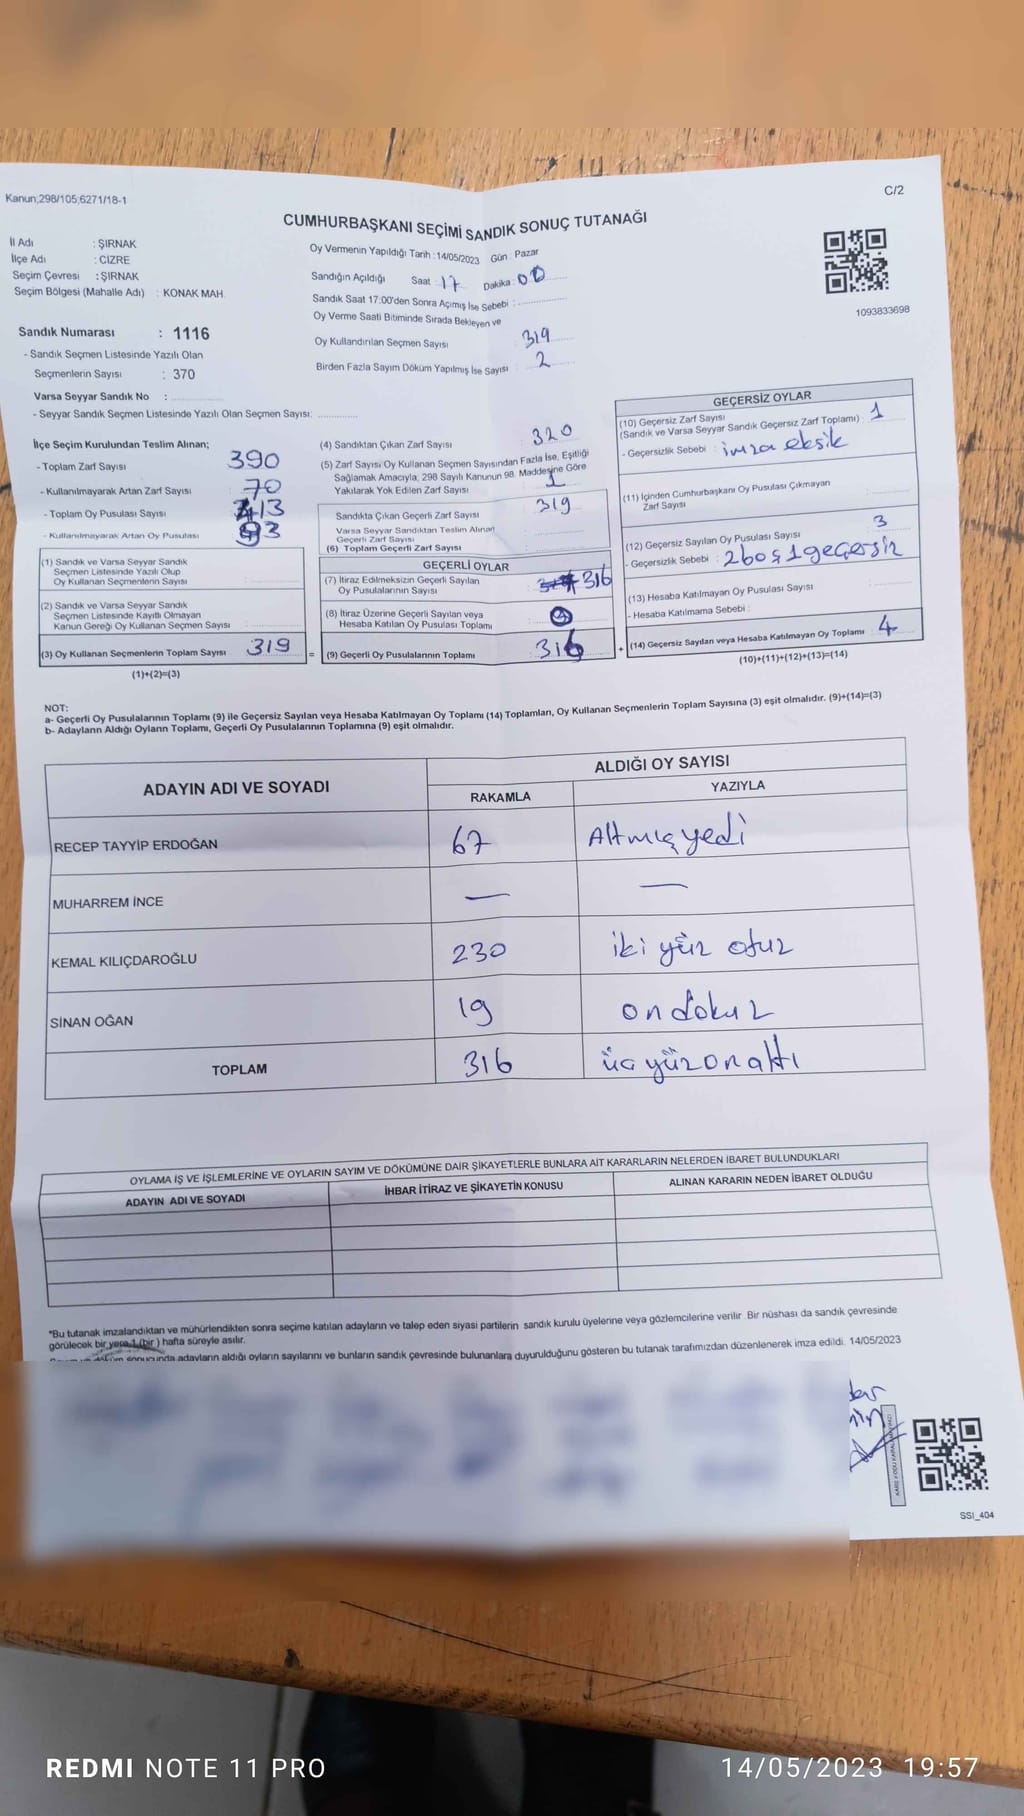 Kanun;298/105;6271/18-1
C/2
CUMHURBAŞKANI SEÇİMİ SANDIK SONUÇ TUTANAĞI
İl Adı : ŞIRNAK
İlçe Adı : CİZRE
Seçim Çevresi : ŞIRNAK
Seçim Bölgesi (Mahalle Adı) : KONAK MAH.
Oy Vermenin Yapıldığı Tarih : 14/05/2023 Gün : Pazar
Sandığın Açıldığı Saat : 17 Dakika : 00
Sandık Saat 17:00'den Sonra Açımış İse Sebebi :
Oy Verme Saati Bitiminde Sırada Bekleyen ve
Oy Kullandırılan Seçmen Sayısı 319
Birden Fazla Sayım Döküm Yapılmış İse Sayısı : 2
1093833698
Sandık Numarası : 1116
- Sandık Seçmen Listesinde Yazılı Olan
Seçmenlerin Sayısı : 370
Varsa Seyyar Sandık No :
- Seyyar Sandık Seçmen Listesinde Yazılı Olan Seçmen Sayısı:
İlçe Seçim Kurulundan Teslim Alınan;
- Toplam Zarf Sayısı 390
- Kullanılmayarak Artan Zarf Sayısı 70
- Toplam Oy Pusulası Sayısı 413
- Kullanılmayarak Artan Oy Pusulası 93
(1) Sandık ve Varsa Seyyar Sandık
Seçmen Listesinde Yazılı Olup
Oy Kullanan Seçmenlerin Sayısı
(2) Sandık ve Varsa Seyyar Sandık
Seçmen Listesinde Kayıtlı Olmayan
Kanun Gereği Oy Kullanan Seçmen Sayısı
(3) Oy Kullanan Seçmenlerin Toplam Sayısı 319 =
(1)+(2)=(3)
(4) Sandıktan Çıkan Zarf Sayısı 320
(5) Zarf Sayısı Oy Kullanan Seçmen Sayısından Fazla İse, Eşitliği
Sağlamak Amacıyla, 298 Sayılı Kanunun 98. Maddesine Göre
Yakılarak Yok Edilen Zarf Sayısı 1
Sandıkta Çıkan Geçerli Zarf Sayısı 319
Varsa Seyyar Sandıktan Teslim Alınan
Geçerli Zarf Sayısı
(6) Toplam Geçerli Zarf Sayısı
GEÇERLİ OYLAR
(7) İtiraz Edilmeksizin Geçerli Sayılan
Oy Pusulalarının Sayısı 316
(8) İtiraz Üzerine Geçerli Sayılan veya
Hesaba Katılan Oy Pusulası Toplamı
(9) Geçerli Oy Pusulalarının Toplamı 316 +
GEÇERSİZ OYLAR
(10) Geçersiz Zarf Sayısı
(Sandık ve Varsa Seyyar Sandık Geçersiz Zarf Toplamı) : 1
- Geçersizlik Sebebi : imza eksik
(11) İçinden Cumhurbaşkanı Oy Pusulası Çıkmayan
Zarf Sayısı
(12) Geçersiz Sayılan Oy Pusulası Sayısı 3
- Geçersizlik Sebebi : 2 boş 1 geçersiz
(13) Hesaba Katılmayan Oy Pusulası Sayısı
- Hesaba Katılmama Sebebi :
(14) Geçersiz Sayılan veya Hesaba Katılmayan Oy Toplamı 4
(10)+(11)+(12)+(13)=(14)
NOT:
a- Geçerli Oy Pusulalarının Toplamı (9) ile Geçersiz Sayılan veya Hesaba Katılmayan Oy Toplamı (14) Toplamları, Oy Kullanan Seçmenlerin Toplam Sayısına (3) eşit olmalıdır. (9)+(14)=(3)
b- Adayların Aldığı Oyların Toplamı, Geçerli Oy Pusulalarının Toplamına (9) eşit olmalıdır.
ADAYIN ADI VE SOYADI
ALDIĞI OY SAYISI
RAKAMLA YAZIYLA
RECEP TAYYİP ERDOĞAN 67 Altmış yedi
MUHARREM İNCE — —
KEMAL KILIÇDAROĞLU 230 iki yüz otuz
SİNAN OĞAN 19 on dokuz
TOPLAM 316 üç yüz on altı
OYLAMA İŞ VE İŞLEMLERİNE VE OYLARIN SAYIM VE DÖKÜMÜNE DAİR ŞİKAYETLERLE BUNLARA AİT KARARLARIN NELERDEN İBARET BULUNDUKLARI
ADAYIN ADI VE SOYADI İHBAR İTİRAZ VE ŞİKAYETİN KONUSU ALINAN KARARIN NEDEN İBARET OLDUĞU
*Bu tutanak imzalandıktan ve mühürlendikten sonra seçime katılan adayların ve talep eden siyasi partilerin sandık kurulu üyelerine veya gözlemcilerine verilir. Bir nüshası da sandık çevresinde
görülecek bir yere 1 (bir) hafta süreyle asılır.
sonucunda adayların aldığı oyların sayılarını ve bunların sandık çevresinde bulunanlara duyurulduğunu gösteren bu tutanak tarafımızdan düzenlenerek imza edildi. 14/05/2023
SSI_404
REDMI NOTE 11 PRO
14/05/2023 19:57